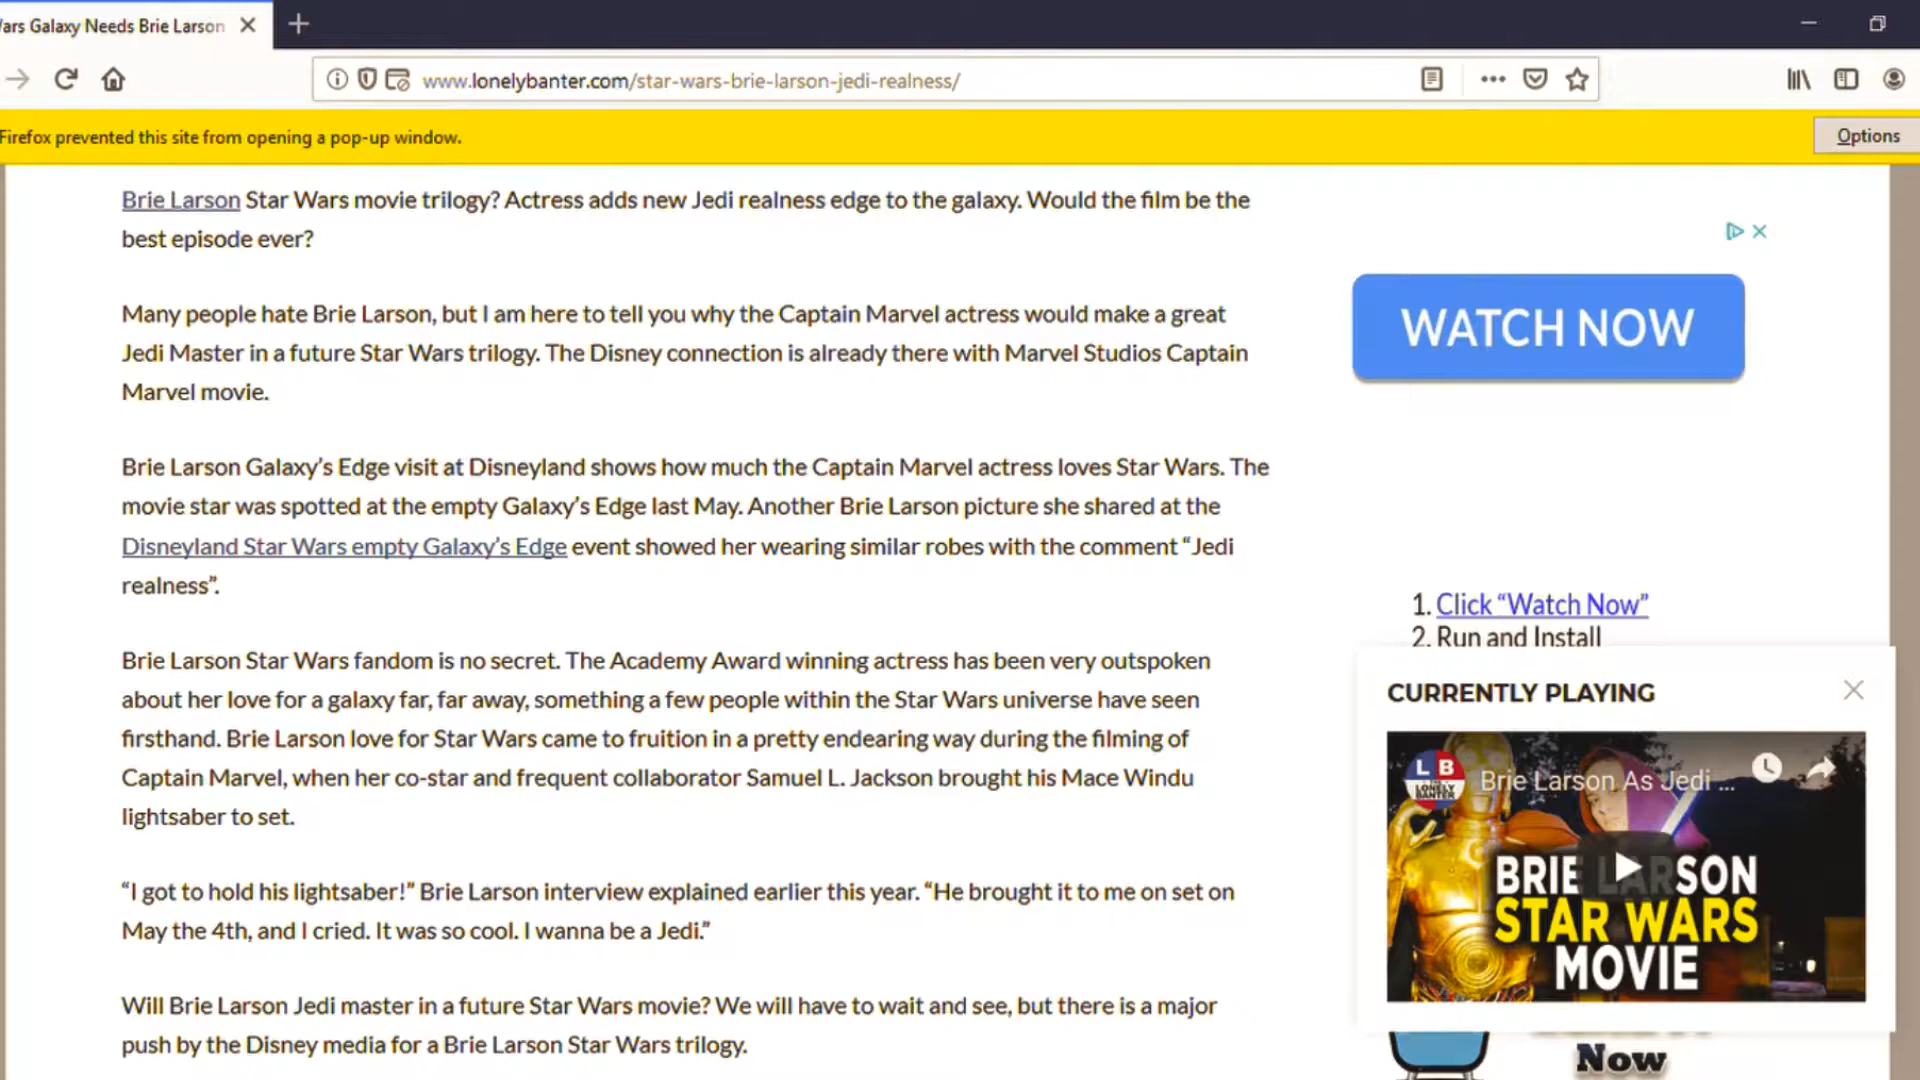 ars Galaxy Needs Brie Larson
www.lonelybanter.com/star-wars-brie-larson-jedi-realness/
Firefox prevented this site from opening a pop-up window.
Options
Brie Larson Star Wars movie trilogy? Actress adds new Jedi realness edge to the galaxy. Would the film be the
best episode ever?
Many people hate Brie Larson, but I am here to tell you why the Captain Marvel actress would make a great
Jedi Master in a future Star Wars trilogy. The Disney connection is already there with Marvel Studios Captain
Marvel movie.
Brie Larson Galaxy’s Edge visit at Disneyland shows how much the Captain Marvel actress loves Star Wars. The
movie star was spotted at the empty Galaxy’s Edge last May. Another Brie Larson picture she shared at the
Disneyland Star Wars empty Galaxy’s Edge event showed her wearing similar robes with the comment “Jedi
realness”.
Brie Larson Star Wars fandom is no secret. The Academy Award winning actress has been very outspoken
about her love for a galaxy far, far away, something a few people within the Star Wars universe have seen
firsthand. Brie Larson love for Star Wars came to fruition in a pretty endearing way during the filming of
Captain Marvel, when her co-star and frequent collaborator Samuel L. Jackson brought his Mace Windu
lightsaber to set.
“I got to hold his lightsaber!” Brie Larson interview explained earlier this year. “He brought it to me on set on
May the 4th, and I cried. It was so cool. I wanna be a Jedi.”
Will Brie Larson Jedi master in a future Star Wars movie? We will have to wait and see, but there is a major
push by the Disney media for a Brie Larson Star Wars trilogy.
WATCH NOW
1. Click “Watch Now”
2. Run and Install
CURRENTLY PLAYING
L B
THE
LONELY
BANTER
Brie Larson As Jedi ...
BRIE LARSON
STAR WARS
MOVIE
Now